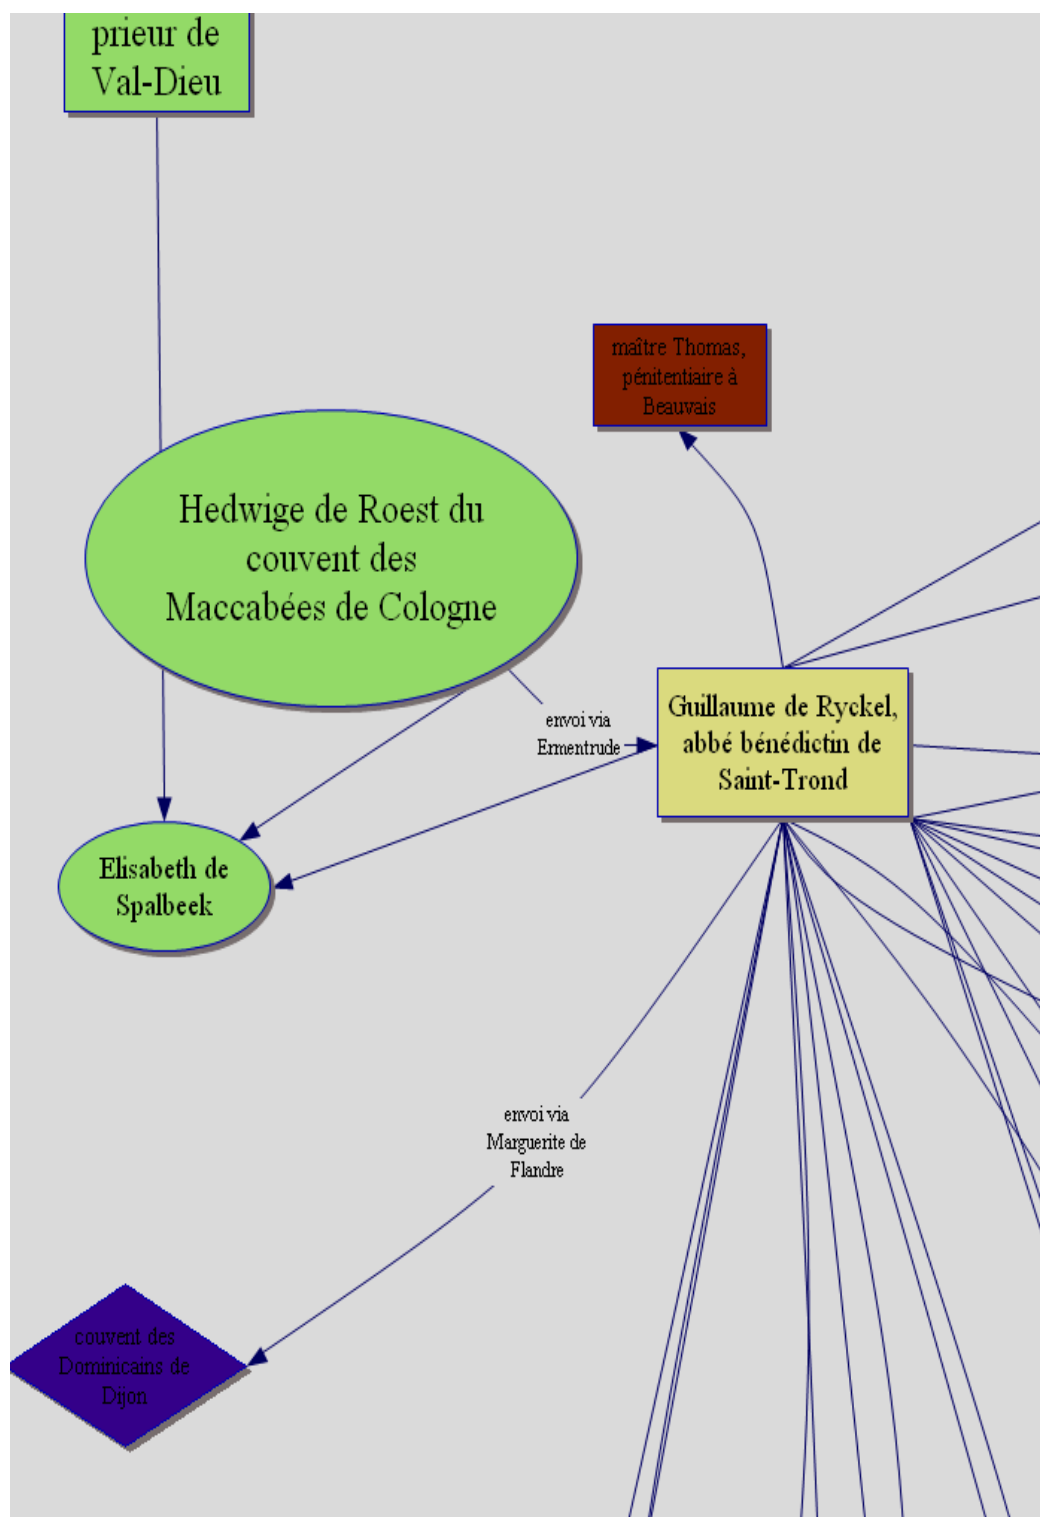 prieur de
Val-Dieu
maître Thomas,
pénitentiaire à
Beauvais
Hedwige de Roest du
couvent des
Maccabées de Cologne
envoi via
Ermentrude
Guillaume de Ryckel,
abbé bénédictin de
Saint-Trond
Elisabeth de
Spalbeek
envoi via
Marguerite de
Flandre
couvent des
Dominicains de
Dijon